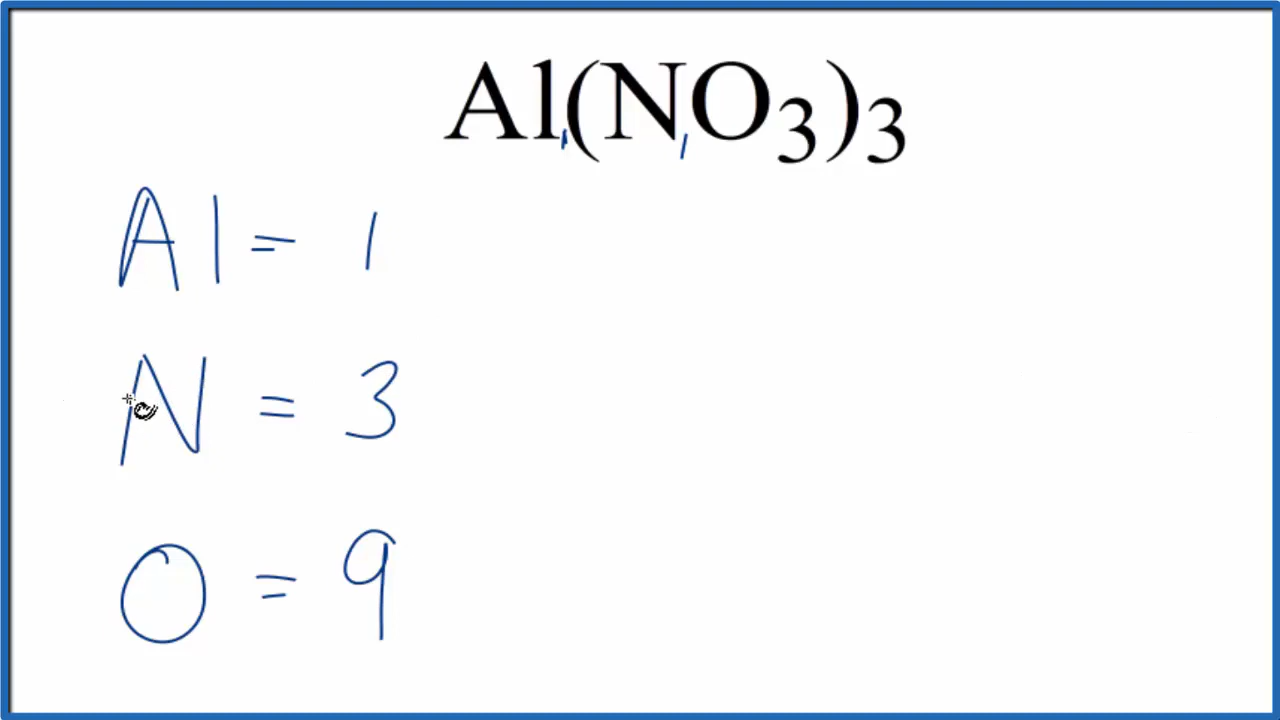 Al(NO3)3
Al = 1
N = 3
O = 9